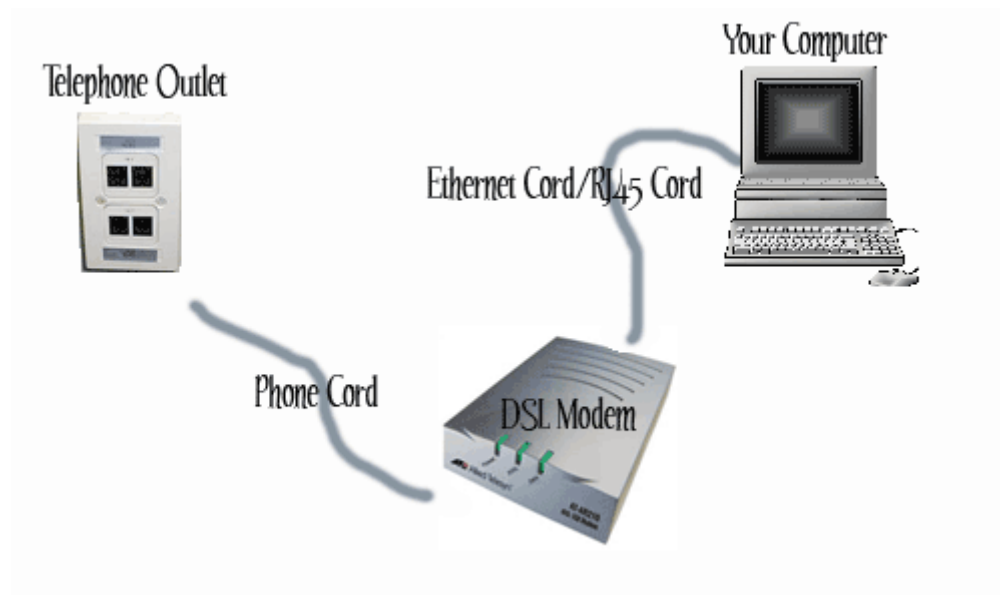 Your Computer
Telephone Outlet
Ethernet Cord/RJ45 Cord
Phone Cord
DSL Modem